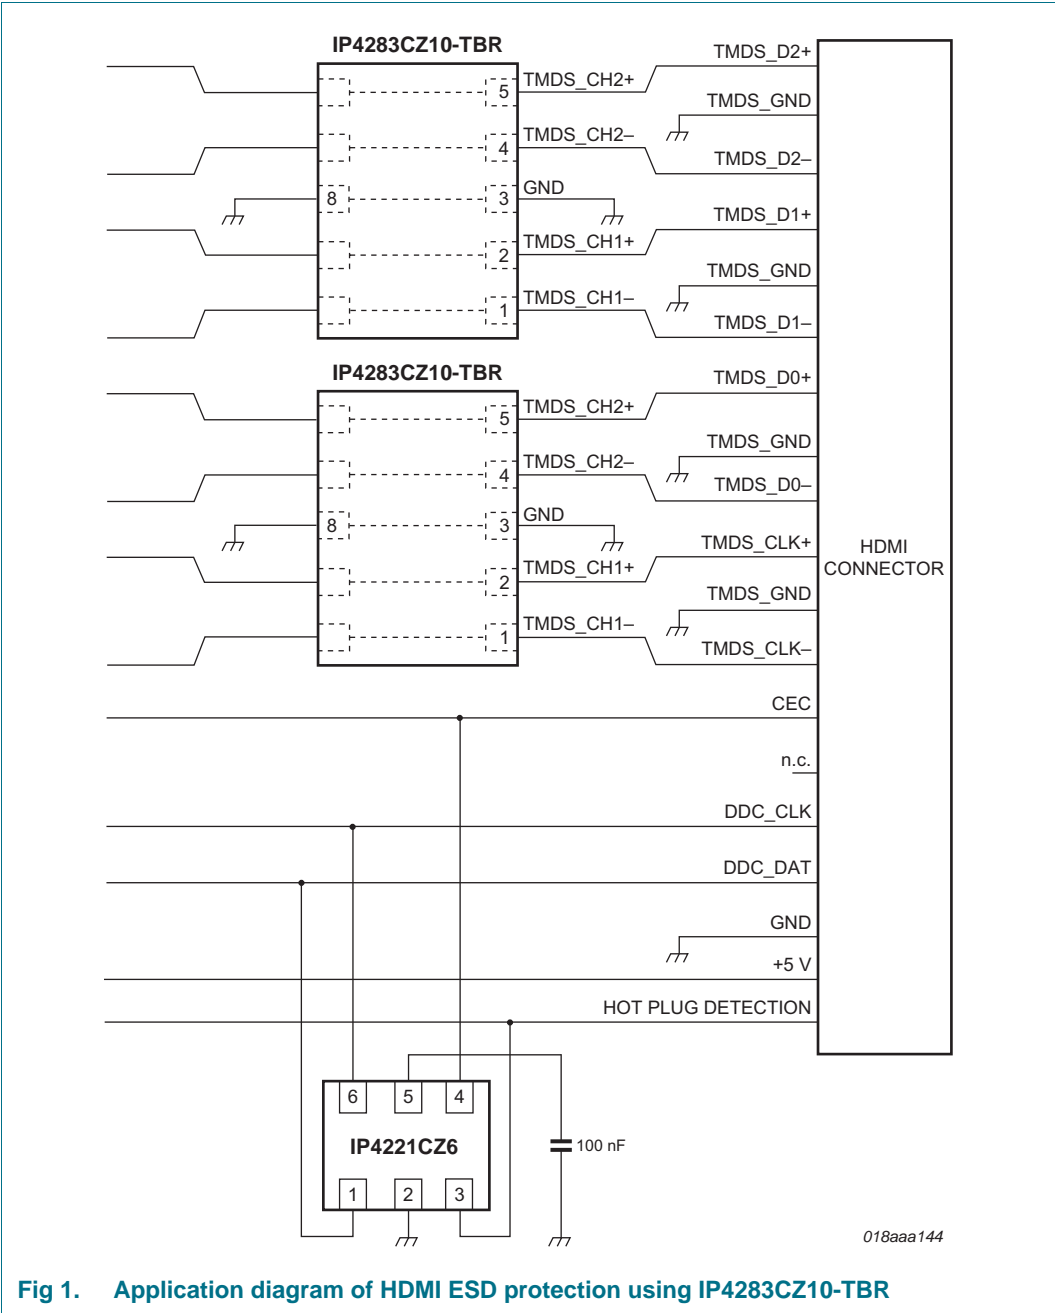 IP4283CZ10-TBR
TMDS_D2+
5
TMDS_CH2+
TMDS_GND
4
TMDS_CH2–
TMDS_D2–
8
3
GND
TMDS_D1+
2
TMDS_CH1+
TMDS_GND
1
TMDS_CH1–
TMDS_D1–
IP4283CZ10-TBR
TMDS_D0+
5
TMDS_CH2+
TMDS_GND
4
TMDS_CH2–
TMDS_D0–
8
3
GND
TMDS_CLK+
2
TMDS_CH1+
TMDS_GND
1
TMDS_CH1–
TMDS_CLK–
HDMI
CONNECTOR
CEC
n.c.
DDC_CLK
DDC_DAT
GND
+5 V
HOT PLUG DETECTION
6 5 4
IP4221CZ6
100 nF
1 2 3
018aaa144
Fig 1. Application diagram of HDMI ESD protection using IP4283CZ10-TBR